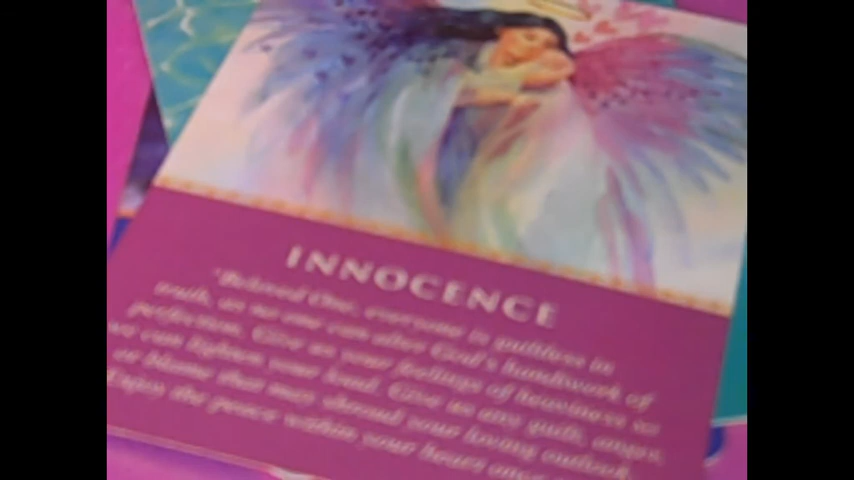 INNOCENCE
"Beloved One, everyone is guiltless in
truth, as no one can alter God's handiwork of
perfection. Give us your feelings of heaviness so
we can lighten your load. Give us any guilt, anger,
or blame that may shroud your loving outlook.
Enjoy the peace within your hours once